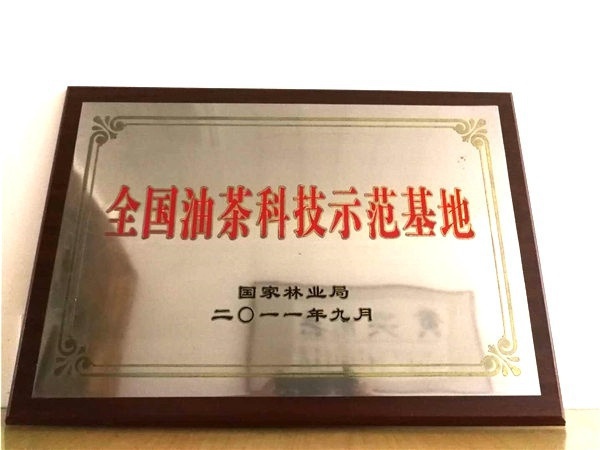 全国油茶科技示范基地
国家林业局
二〇一一年九月